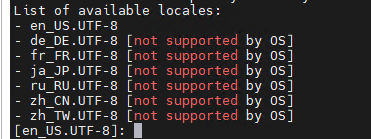 List of available locales:
- en_US.UTF-8
- de_DE.UTF-8 [not supported by OS]
- fr_FR.UTF-8 [not supported by OS]
- ja_JP.UTF-8 [not supported by OS]
- ru_RU.UTF-8 [not supported by OS]
- zh_CN.UTF-8 [not supported by OS]
- zh_TW.UTF-8 [not supported by OS]
[en_US.UTF-8]: